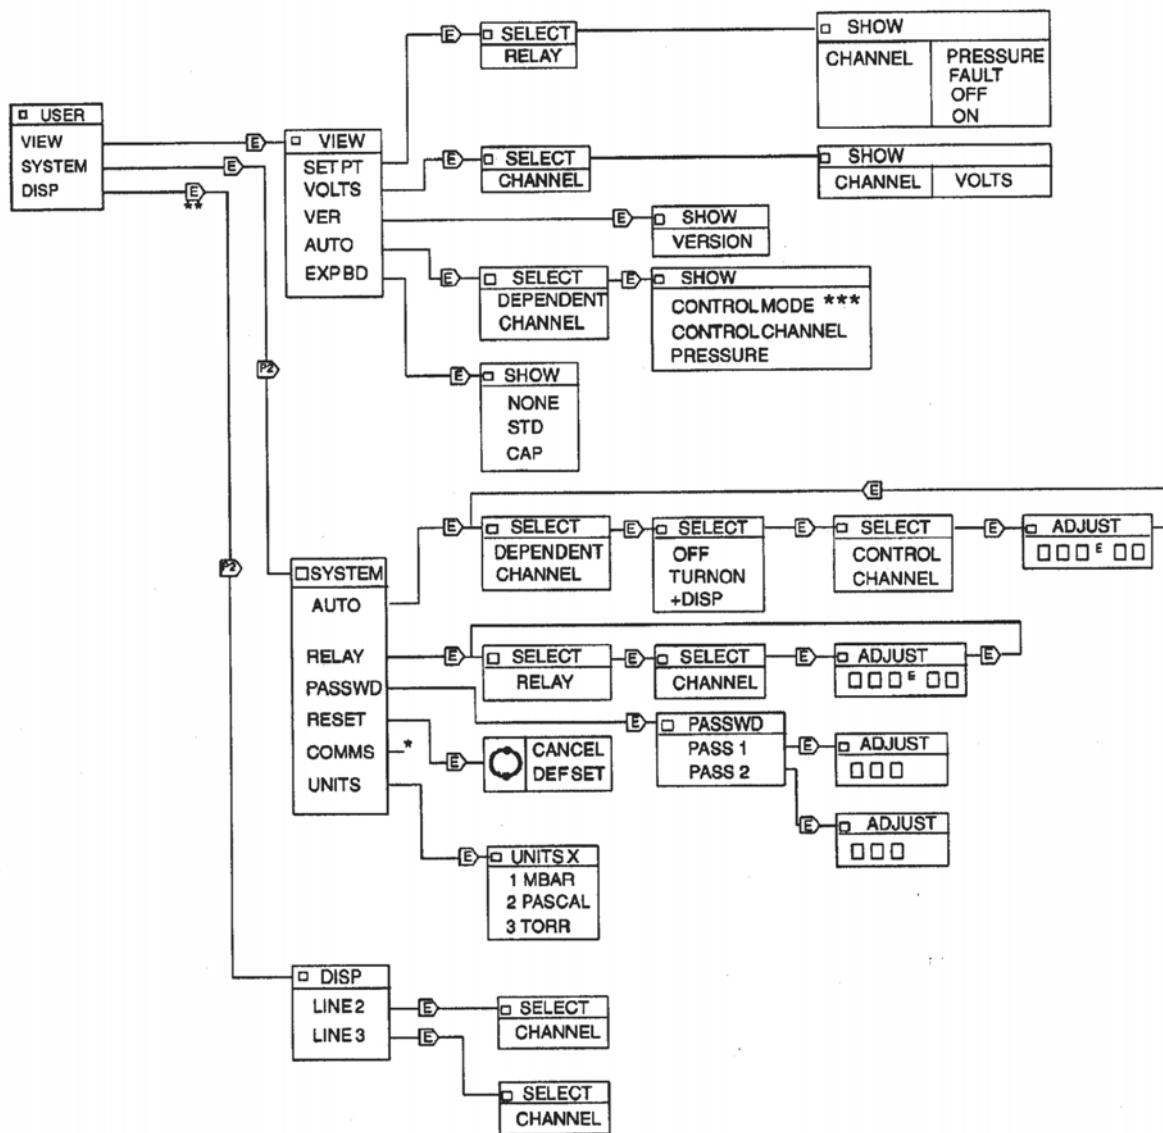 USER
VIEW
SYSTEM
DISP
E
E
E
**
P2
P2
VIEW
SET PT
VOLTS
VER
AUTO
EXP BD
E
SELECT
RELAY
SHOW
CHANNEL
PRESSURE
FAULT
OFF
ON
E
SELECT
CHANNEL
SHOW
CHANNEL
VOLTS
E
SHOW
VERSION
E
SELECT
DEPENDENT
CHANNEL
E
SHOW
CONTROL MODE ***
CONTROL CHANNEL
PRESSURE
E
SHOW
NONE
STD
CAP
SYSTEM
AUTO
RELAY
PASSWD
RESET
COMMS *
UNITS
E
E
SELECT
DEPENDENT
CHANNEL
E
SELECT
OFF
TURNON
+DISP
E
SELECT
CONTROL
CHANNEL
E
ADJUST
E
E
SELECT
RELAY
E
SELECT
CHANNEL
E
ADJUST
E
E
E
PASSWD
PASS 1
PASS 2
E
ADJUST
E
ADJUST
E
CANCEL
DEFSET
E
UNITS X
1 MBAR
2 PASCAL
3 TORR
DISP
LINE 2
LINE 3
E
SELECT
CHANNEL
E
SELECT
CHANNEL